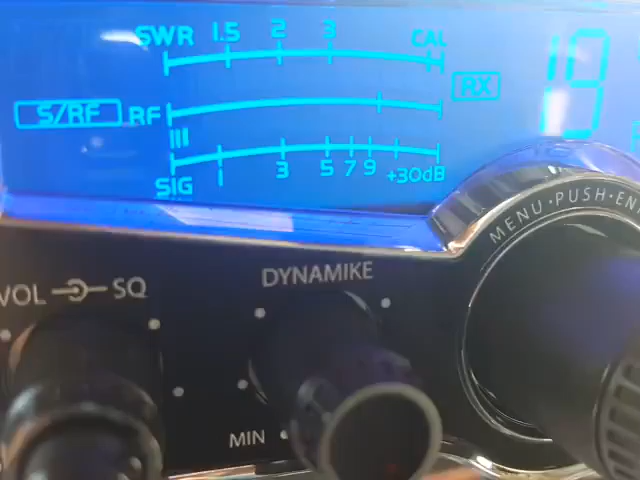 SWR 1.5 2 3 CAL
RX
19
S/RF RF
SIG 1 3 5 7 9 +30dB
MENU·PUSH·EN
VOL SQ
DYNAMIKE
MIN